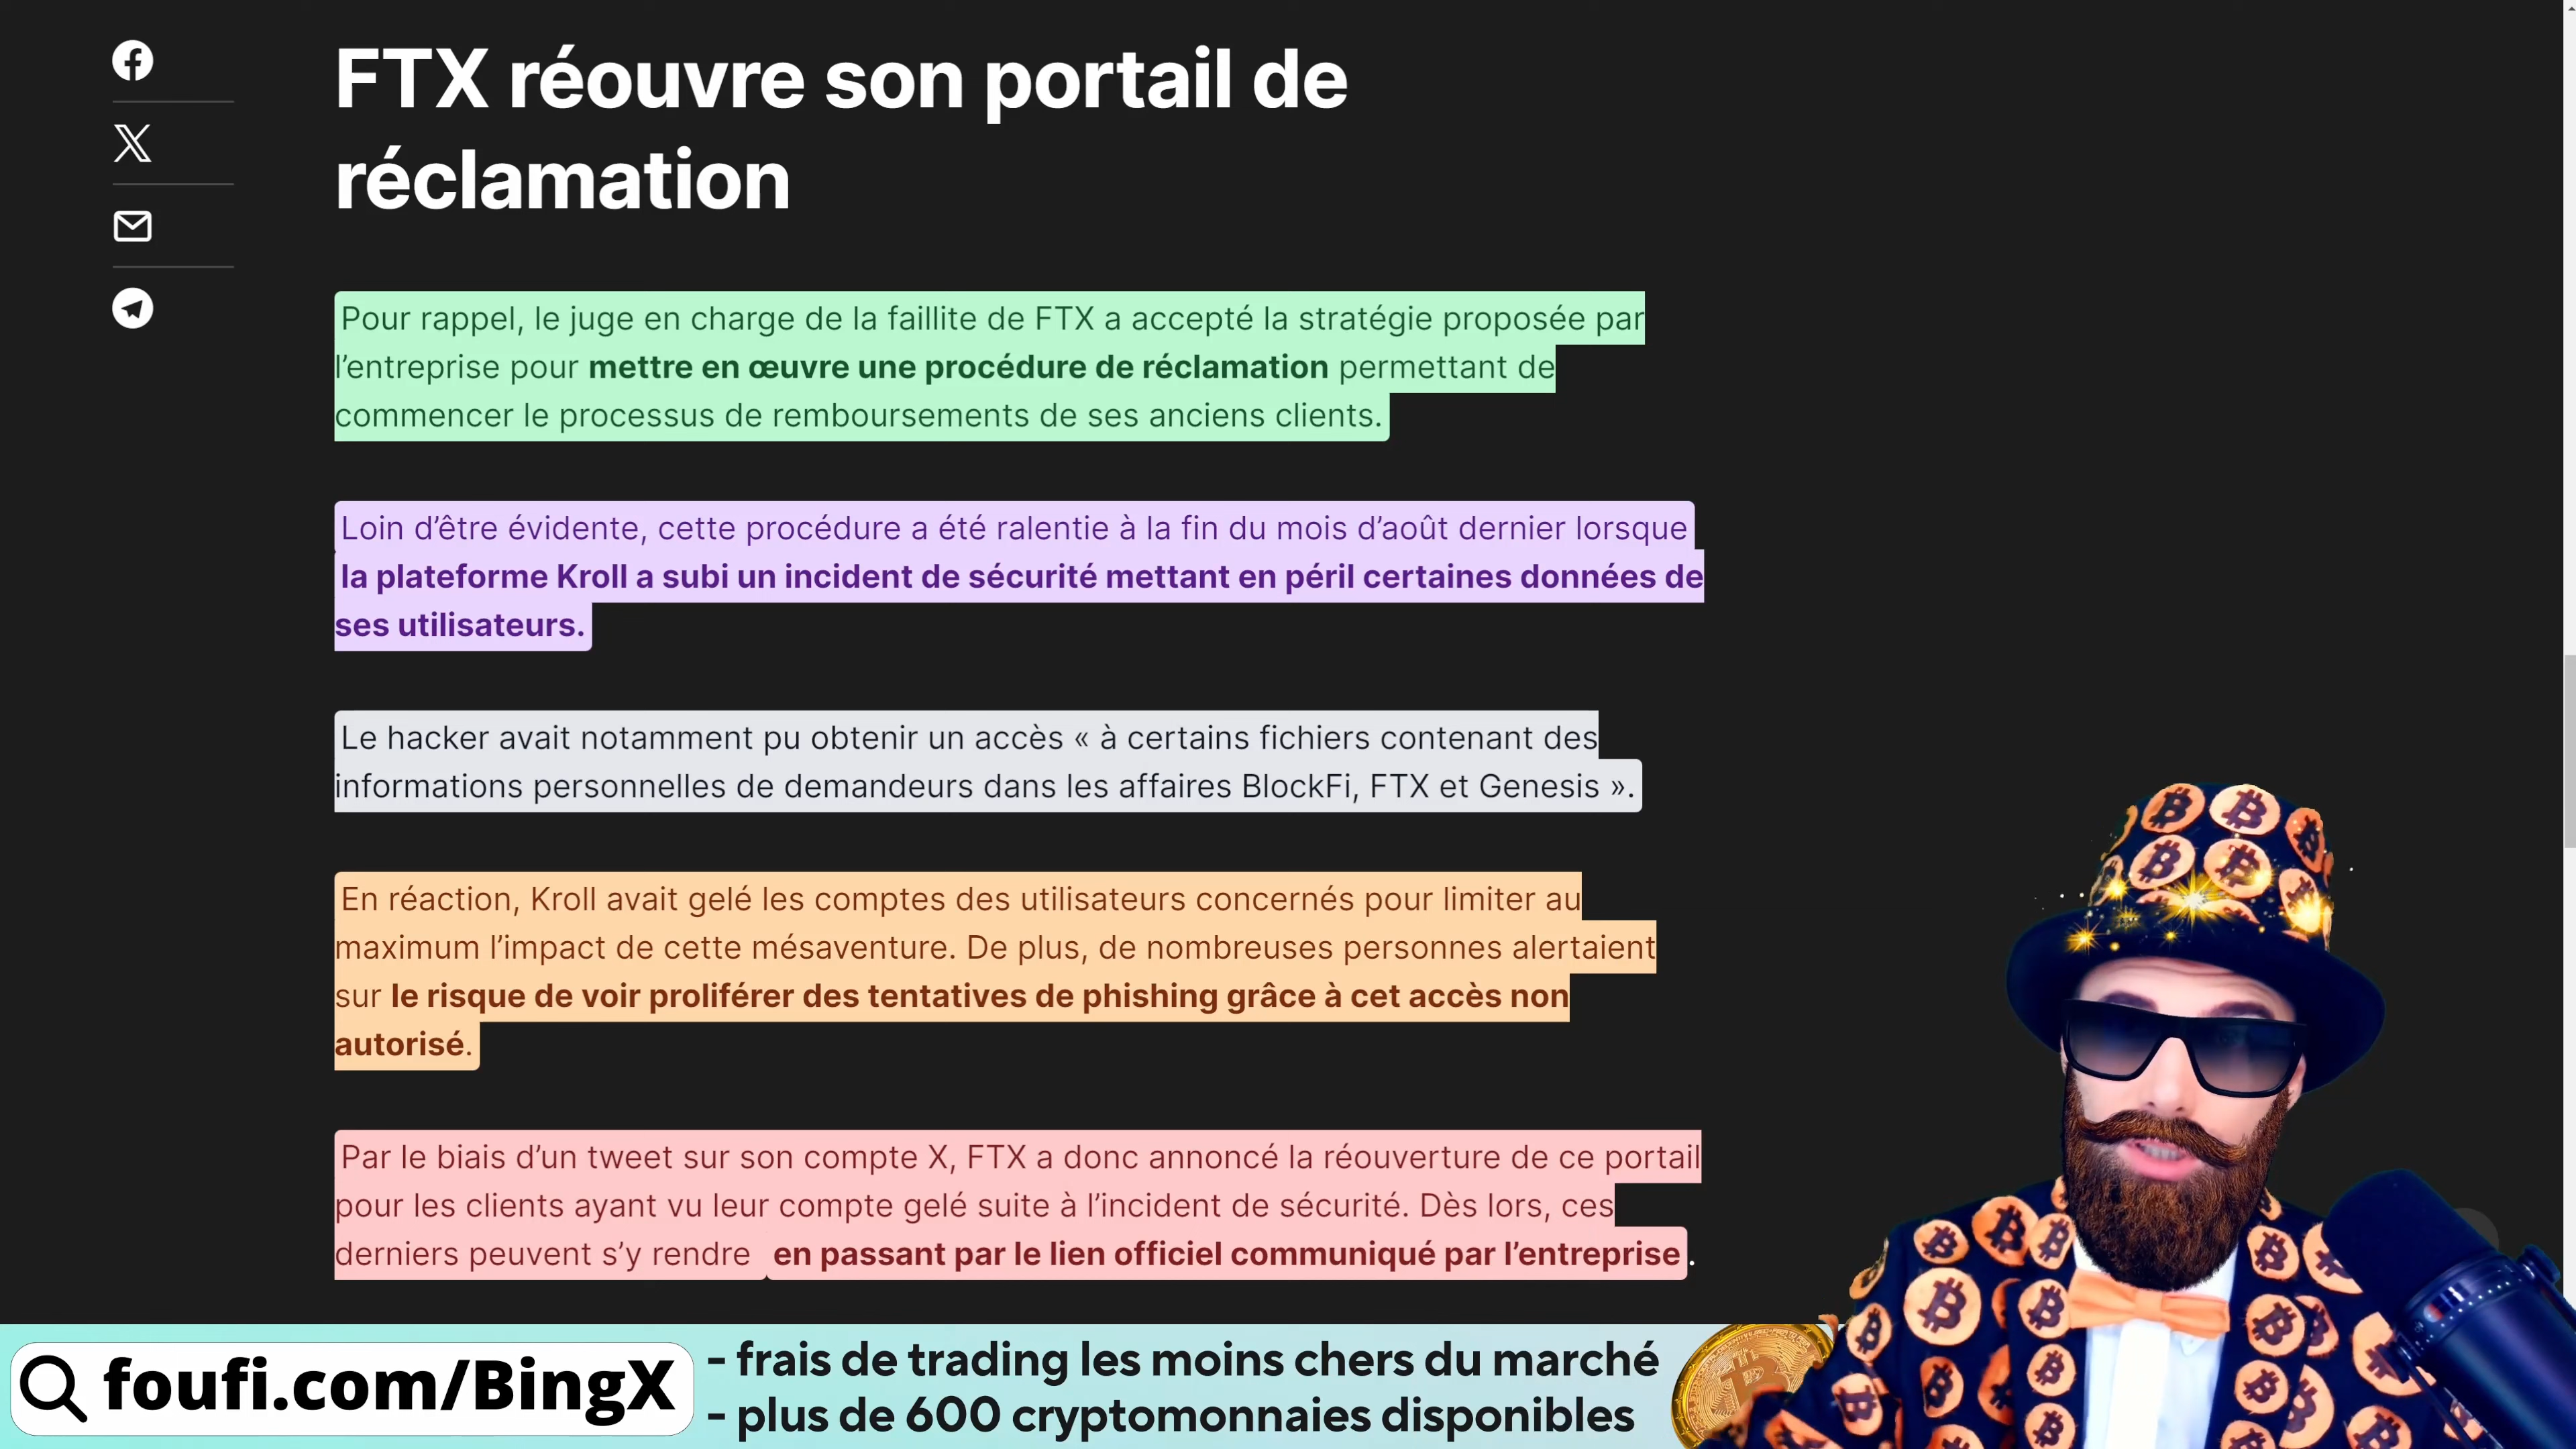 FTX réouvre son portail de
réclamation
Pour rappel, le juge en charge de la faillite de FTX a accepté la stratégie proposée par
l’entreprise pour mettre en œuvre une procédure de réclamation permettant de
commencer le processus de remboursements de ses anciens clients.
Loin d’être évidente, cette procédure a été ralentie à la fin du mois d’août dernier lorsque
la plateforme Kroll a subi un incident de sécurité mettant en péril certaines données de
ses utilisateurs.
Le hacker avait notamment pu obtenir un accès « à certains fichiers contenant des
informations personnelles de demandeurs dans les affaires BlockFi, FTX et Genesis ».
En réaction, Kroll avait gelé les comptes des utilisateurs concernés pour limiter au
maximum l’impact de cette mésaventure. De plus, de nombreuses personnes alertaient
sur le risque de voir proliférer des tentatives de phishing grâce à cet accès non
autorisé.
Par le biais d’un tweet sur son compte X, FTX a donc annoncé la réouverture de ce portail
pour les clients ayant vu leur compte gelé suite à l’incident de sécurité. Dès lors, ces
derniers peuvent s’y rendre en passant par le lien officiel communiqué par l’entreprise.
foufi.com/BingX
- frais de trading les moins chers du marché
- plus de 600 cryptomonnaies disponibles